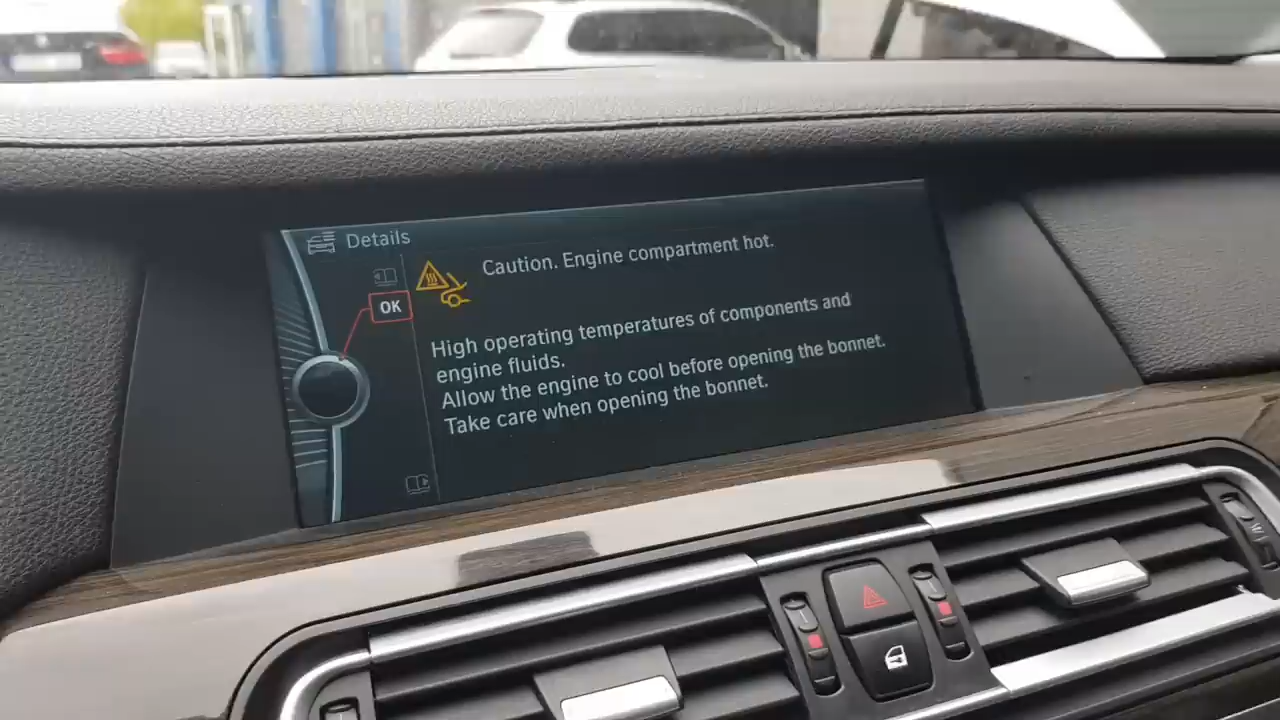 Details
Caution. Engine compartment hot.
OK
High operating temperatures of components and
engine fluids.
Allow the engine to cool before opening the bonnet.
Take care when opening the bonnet.